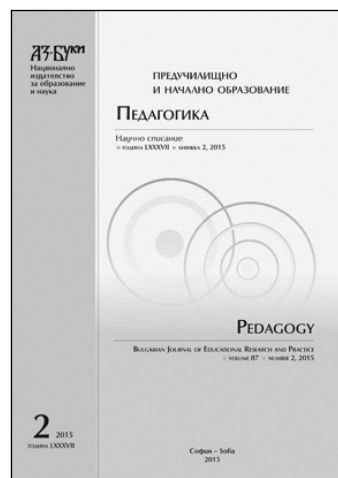 АЗ·БУКИ
Национално
издателство
за образование
и наука
ПРЕДУЧИЛИЩНО
И НАЧАЛНО ОБРАЗОВАНИЕ
ПЕДАГОГИКА
Научно списание
ГОДИНА LXXXVII КНИЖКА 2, 2015
PEDAGOGY
BULGARIAN JOURNAL OF EDUCATIONAL RESEARCH AND PRACTICE
VOLUME 87 NUMBER 2, 2015
2 2015
ГОДИНА LXXXVII
София – Sofia
2015